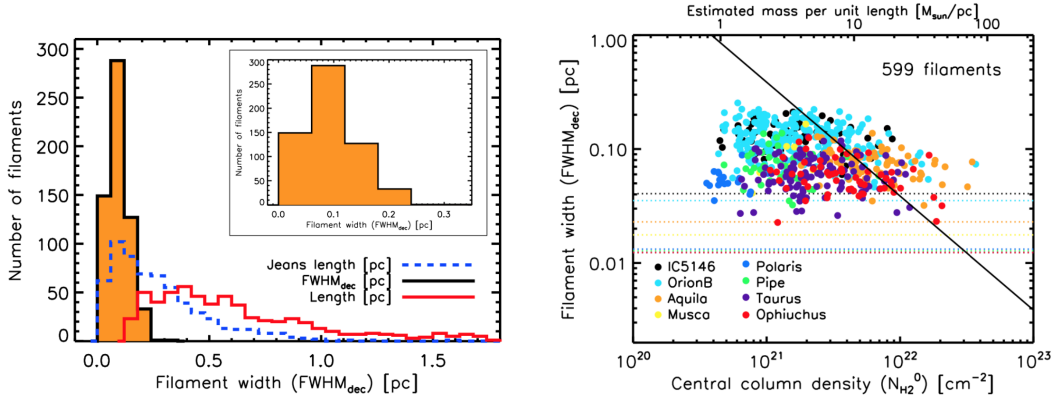 300
250
200
150
100
50
0
Number of filaments
0.0
0.5
1.0
1.5
Filament width (FWHM_dec) [pc]
300
250
200
150
100
50
0
Number of filaments
0.0
0.1
0.2
0.3
Filament width (FWHM_dec) [pc]
Jeans length [pc]
FWHM_dec [pc]
Length [pc]
Estimated mass per unit length [M_sun/pc]
1
10
100
1.00
0.10
0.01
Filament width (FWHM_dec) [pc]
599 filaments
IC5146
OrionB
Aquila
Musca
Polaris
Pipe
Taurus
Ophiuchus
10^20
10^21
10^22
10^23
Central column density (N_H2^0) [cm^-2]